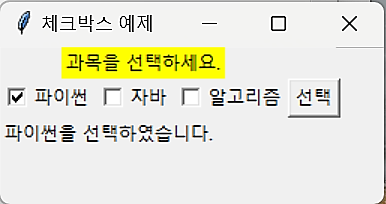 체크박스 예제
과목을 선택하세요.
파이썬 자바 알고리즘 선택
파이썬을 선택하였습니다.